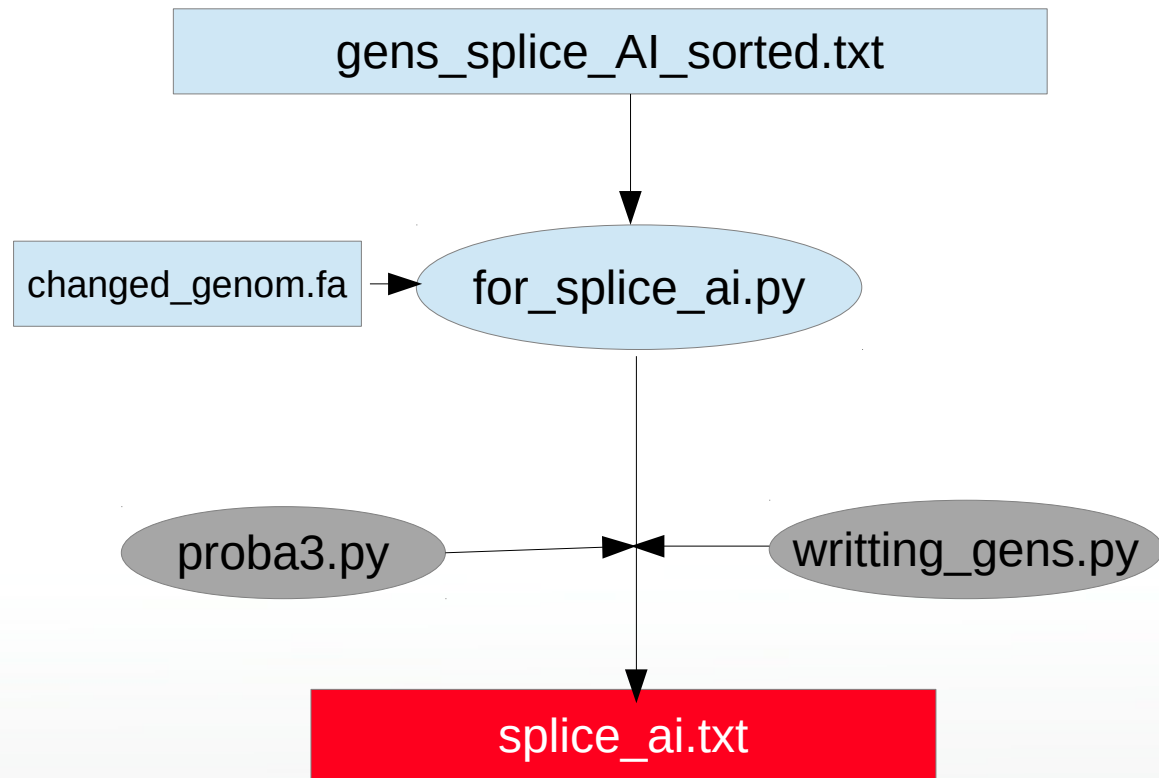 gens_splice_AI_sorted.txt
changed_genom.fa
for_splice_ai.py
proba3.py
writting_gens.py
splice_ai.txt